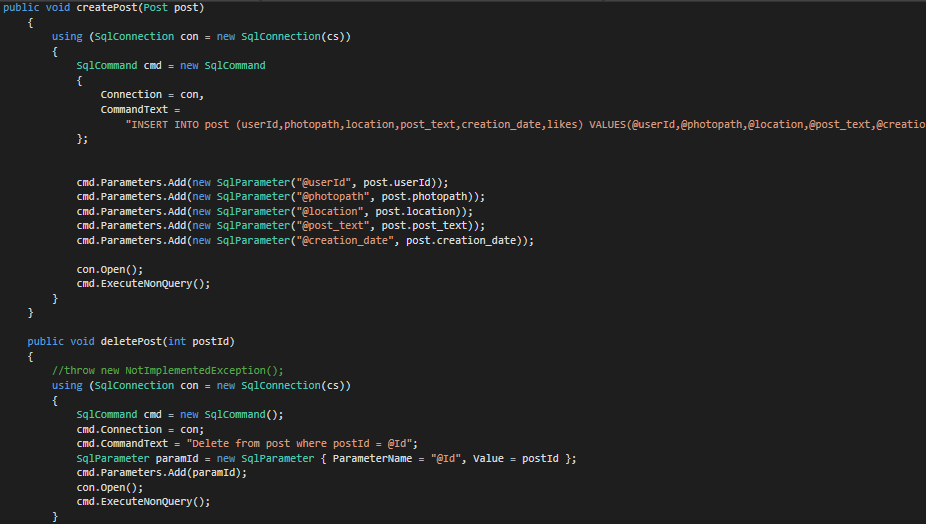 public void createPost(Post post)
{
using (SqlConnection con = new SqlConnection(cs))
{
SqlCommand cmd = new SqlCommand
{
Connection = con,
CommandText =
"INSERT INTO post (userId,photopath,location,post_text,creation_date,likes) VALUES(@userId,@photopath,@location,@post_text,@creatio
};
cmd.Parameters.Add(new SqlParameter("@userId", post.userId));
cmd.Parameters.Add(new SqlParameter("@photopath", post.photopath));
cmd.Parameters.Add(new SqlParameter("@location", post.location));
cmd.Parameters.Add(new SqlParameter("@post_text", post.post_text));
cmd.Parameters.Add(new SqlParameter("@creation_date", post.creation_date));
con.Open();
cmd.ExecuteNonQuery();
}
}
public void deletePost(int postId)
{
//throw new NotImplementedException();
using (SqlConnection con = new SqlConnection(cs))
{
SqlCommand cmd = new SqlCommand();
cmd.Connection = con;
cmd.CommandText = "Delete from post where postId = @Id";
SqlParameter paramId = new SqlParameter { ParameterName = "@Id", Value = postId };
cmd.Parameters.Add(paramId);
con.Open();
cmd.ExecuteNonQuery();
}